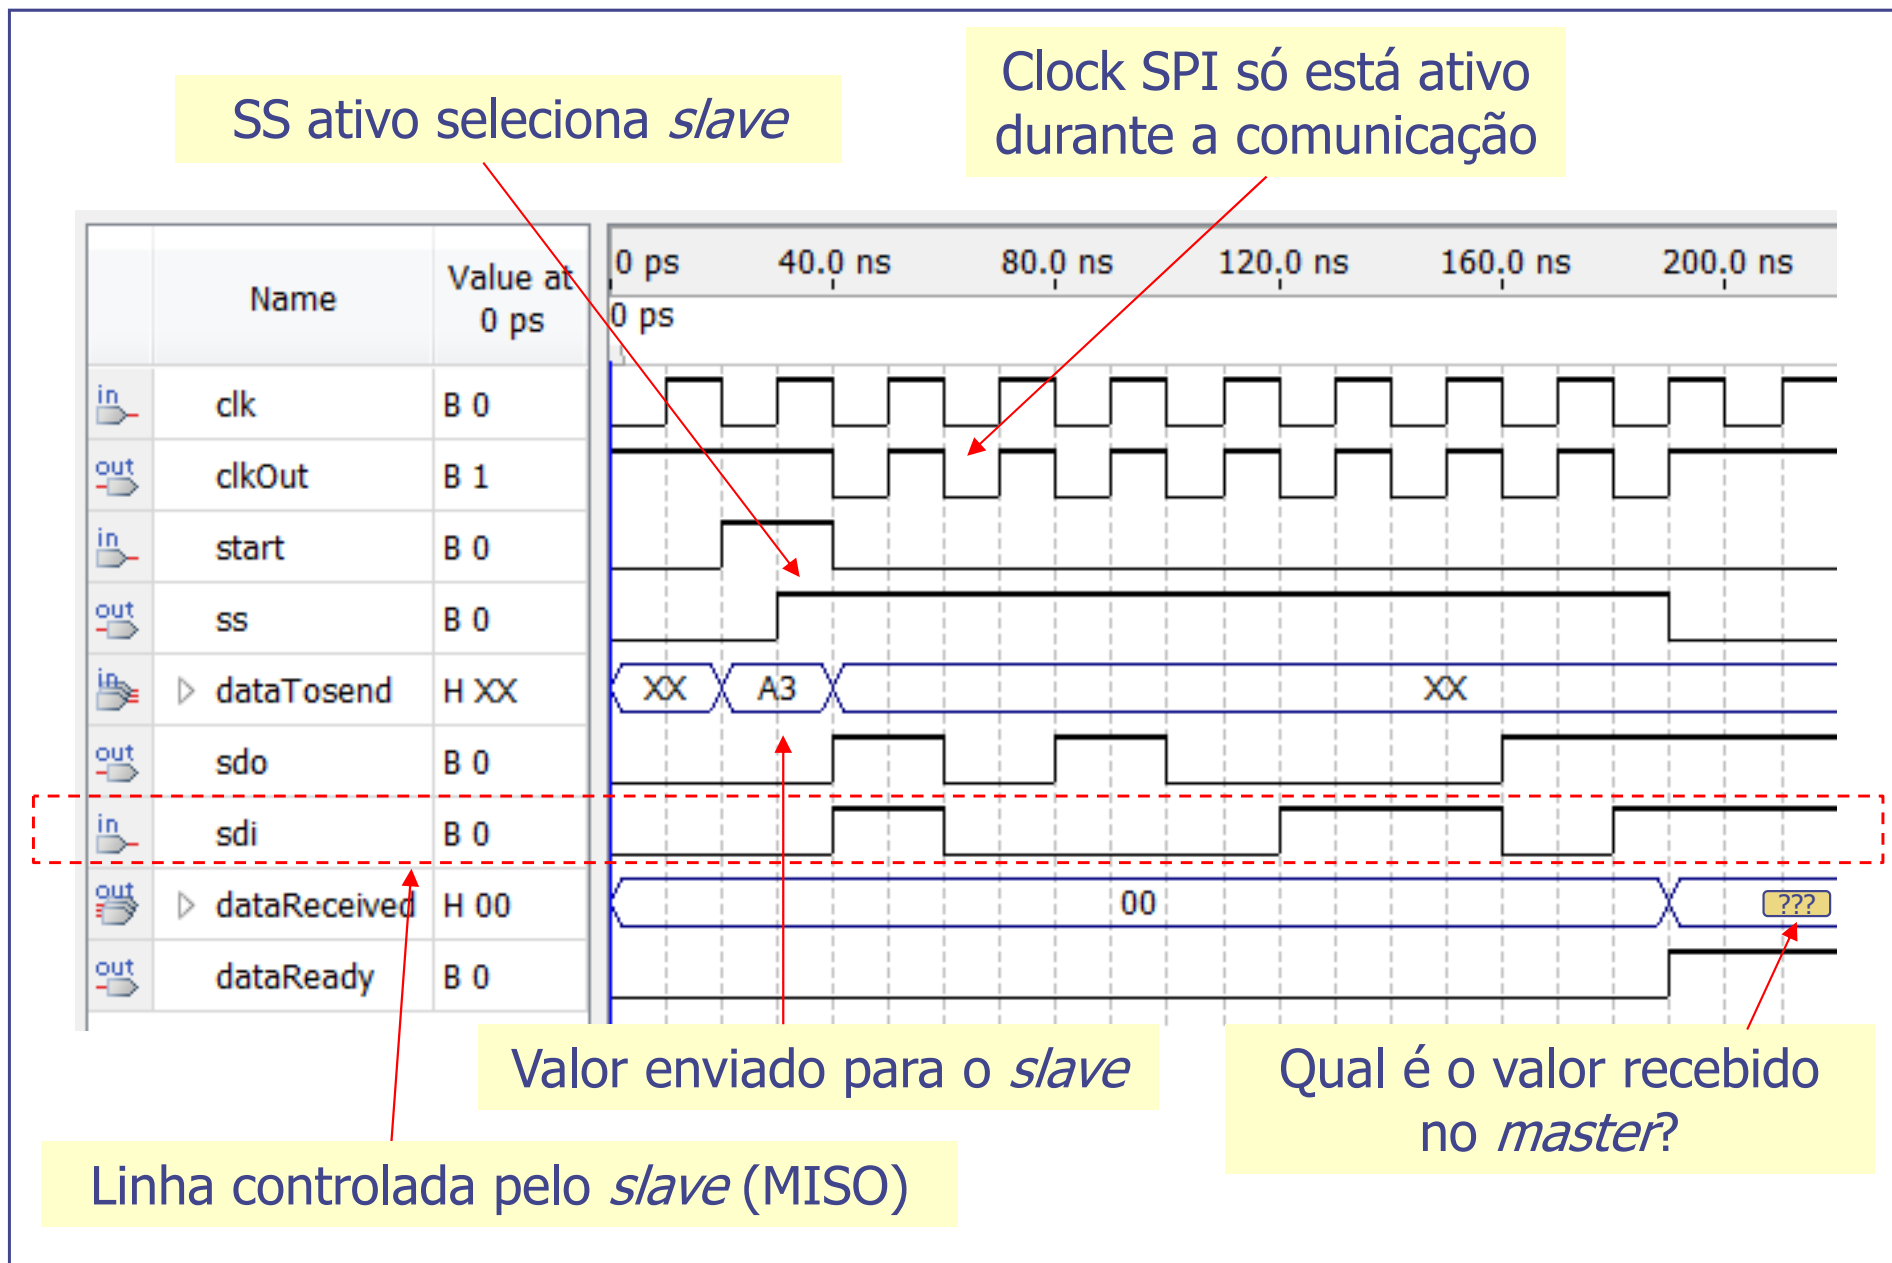 SS ativo seleciona slave
Clock SPI só está ativo
durante a comunicação
Name
Value at
0 ps
0 ps 40.0 ns 80.0 ns 120.0 ns 160.0 ns 200.0 ns
0 ps
in clk B 0
out clkOut B 1
in start B 0
out ss B 0
in dataTosend H XX XX A3 XX
out sdo B 0
in sdi B 0
out dataReceived H 00 00 ???
out dataReady B 0
Valor enviado para o slave
Qual é o valor recebido
no master?
Linha controlada pelo slave (MISO)